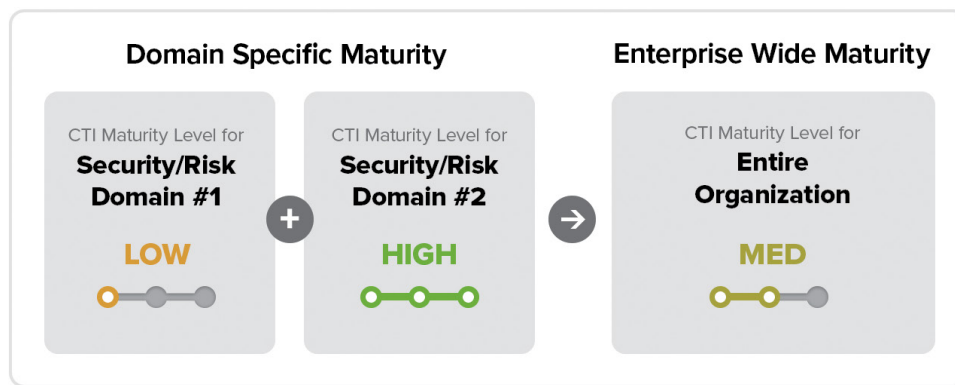 Domain Specific Maturity
Enterprise Wide Maturity
CTI Maturity Level for
Security/Risk
Domain #1
LOW
+
CTI Maturity Level for
Security/Risk
Domain #2
HIGH
→
CTI Maturity Level for
Entire
Organization
MED